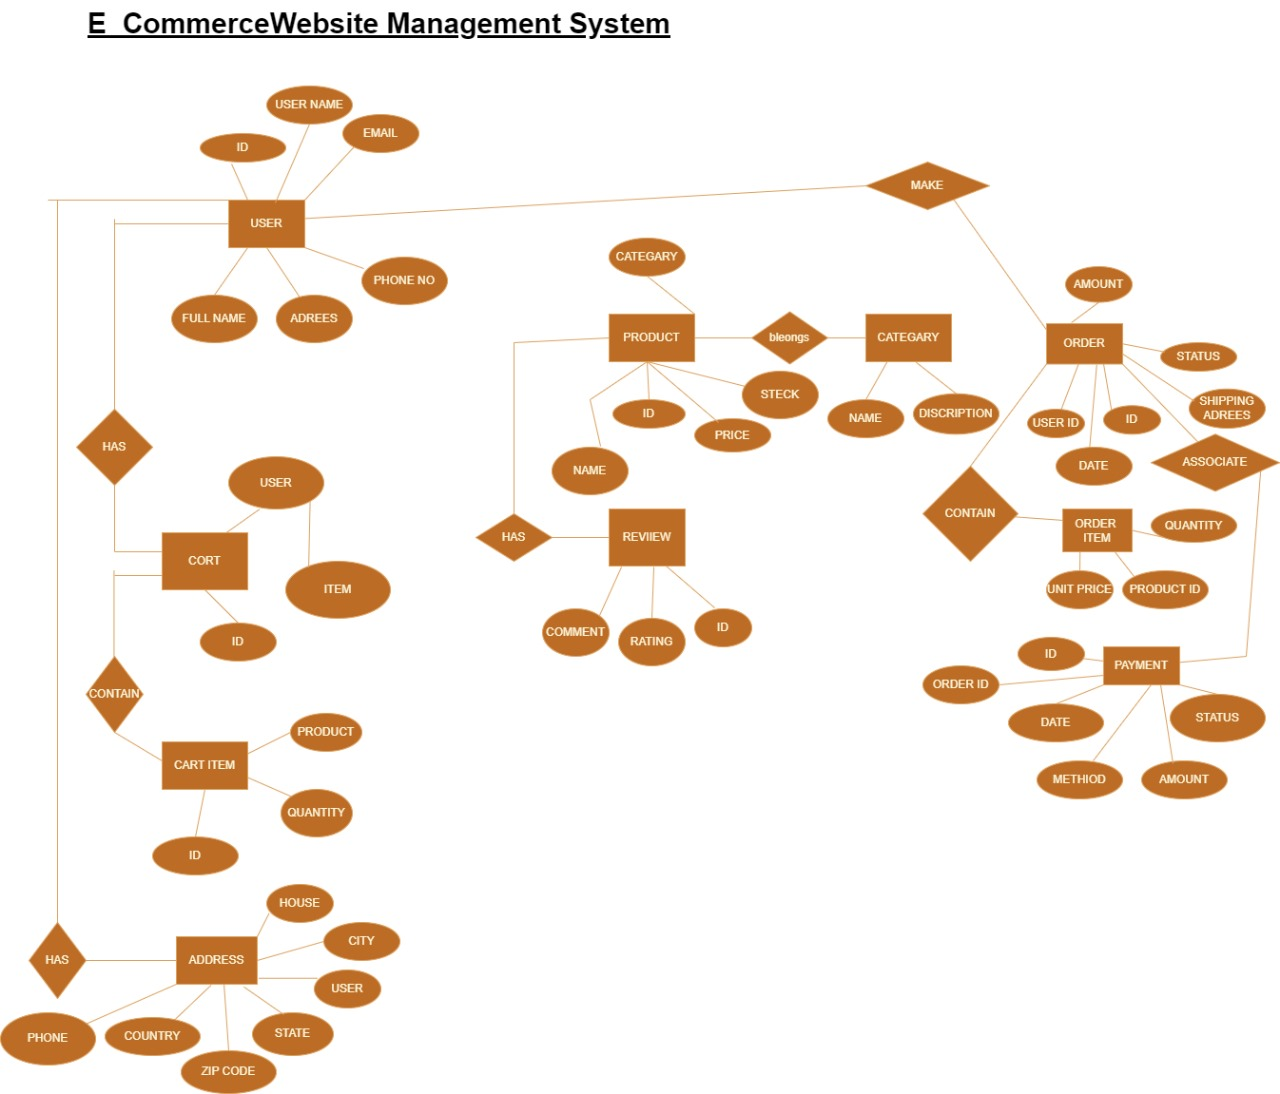 E_CommerceWebsite Management System
USER NAME
EMAIL
ID
USER
PHONE NO
FULL NAME
ADREES
MAKE
CATEGARY
PRODUCT
bleongs
CATEGARY
STECK
ID
PRICE
NAME
NAME
DISCRIPTION
AMOUNT
ORDER
STATUS
SHIPPING
ADREES
USER ID
ID
DATE
ASSOCIATE
HAS
USER
CORT
ITEM
ID
HAS
REVIIEW
COMMENT
RATING
ID
CONTAIN
ORDER
ITEM
QUANTITY
UNIT PRICE
PRODUCT ID
ID
PAYMENT
ORDER ID
DATE
STATUS
METHIOD
AMOUNT
CONTAIN
PRODUCT
CART ITEM
QUANTITY
ID
HOUSE
CITY
HAS
ADDRESS
USER
PHONE
COUNTRY
STATE
ZIP CODE